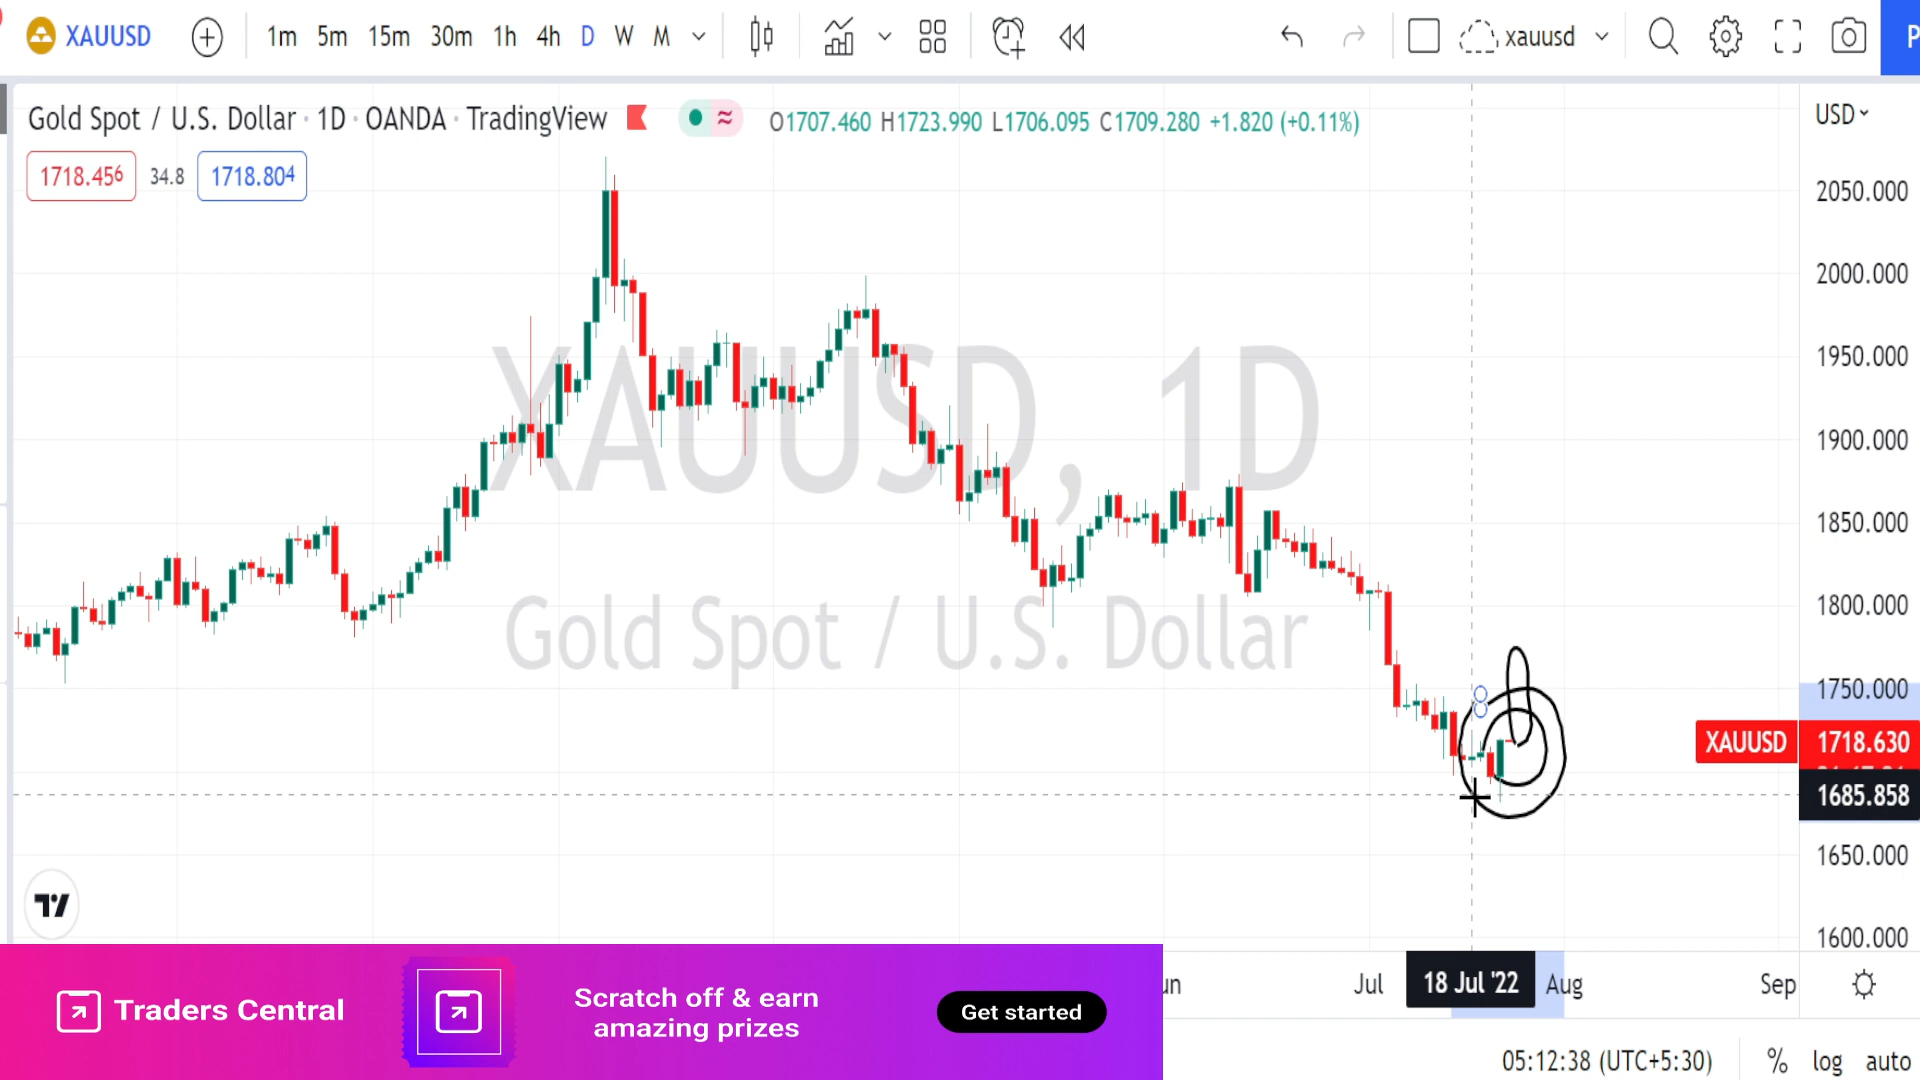 XAUUSD 1m 5m 15m 30m 1h 4h D W M xauusd P
Gold Spot / U.S. Dollar · 1D · OANDA · TradingView O1707.460 H1723.990 L1706.095 C1709.280 +1.820 (+0.11%) USD
1718.456 34.8 1718.804
2050.000
2000.000
1950.000
1900.000
1850.000
1800.000
1750.000
XAUUSD 1718.630
1685.858
1650.000
1600.000
XAUUSD, 1D
Gold Spot / U.S. Dollar
Jul 18 Jul '22 Aug Sep
Traders Central
Scratch off & earn
amazing prizes
Get started
05:12:38 (UTC+5:30) % log auto